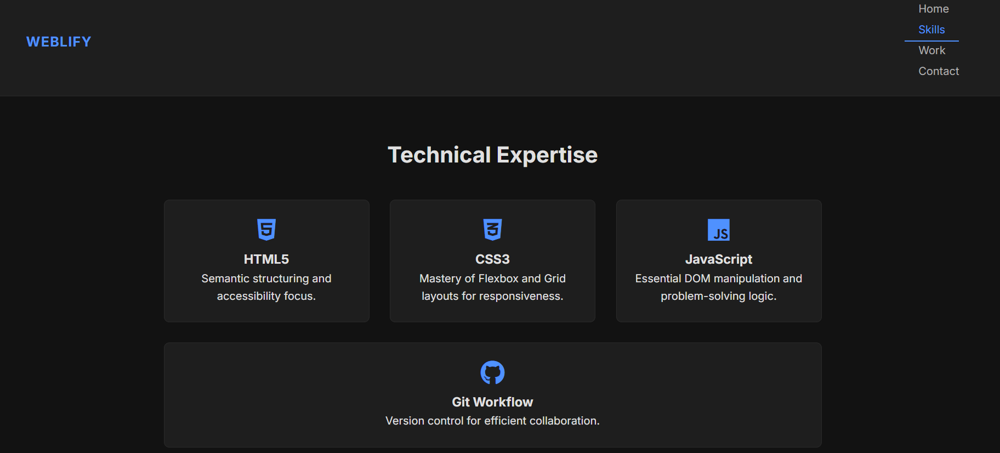 WEBLIFY
Home
Skills
Work
Contact
Technical Expertise
HTML5
Semantic structuring and
accessibility focus.
CSS3
Mastery of Flexbox and Grid
layouts for responsiveness.
JS
JavaScript
Essential DOM manipulation and
problem-solving logic.
Git Workflow
Version control for efficient collaboration.